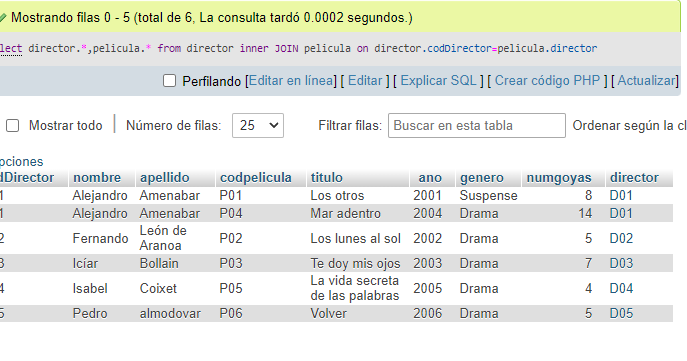 Mostrando filas 0 - 5 (total de 6, La consulta tardó 0.0002 segundos.)
lect director.*,pelicula.* from director inner JOIN pelicula on director.codDirector=pelicula.director
Perfilando [Editar en línea] [ Editar ] [ Explicar SQL ] [ Crear código PHP ] [ Actualizar]
Mostrar todo | Número de filas: 25 Filtrar filas: Buscar en esta tabla Ordenar según la cl
pciones
dDirector nombre apellido codpelicula titulo ano genero numgoyas director
1 Alejandro Amenabar P01 Los otros 2001 Suspense 8 D01
1 Alejandro Amenabar P04 Mar adentro 2004 Drama 14 D01
2 Fernando León de Aranoa P02 Los lunes al sol 2002 Drama 5 D02
3 Icíar Bollain P03 Te doy mis ojos 2003 Drama 7 D03
4 Isabel Coixet P05 La vida secreta de las palabras 2005 Drama 4 D04
5 Pedro almodovar P06 Volver 2006 Drama 5 D05